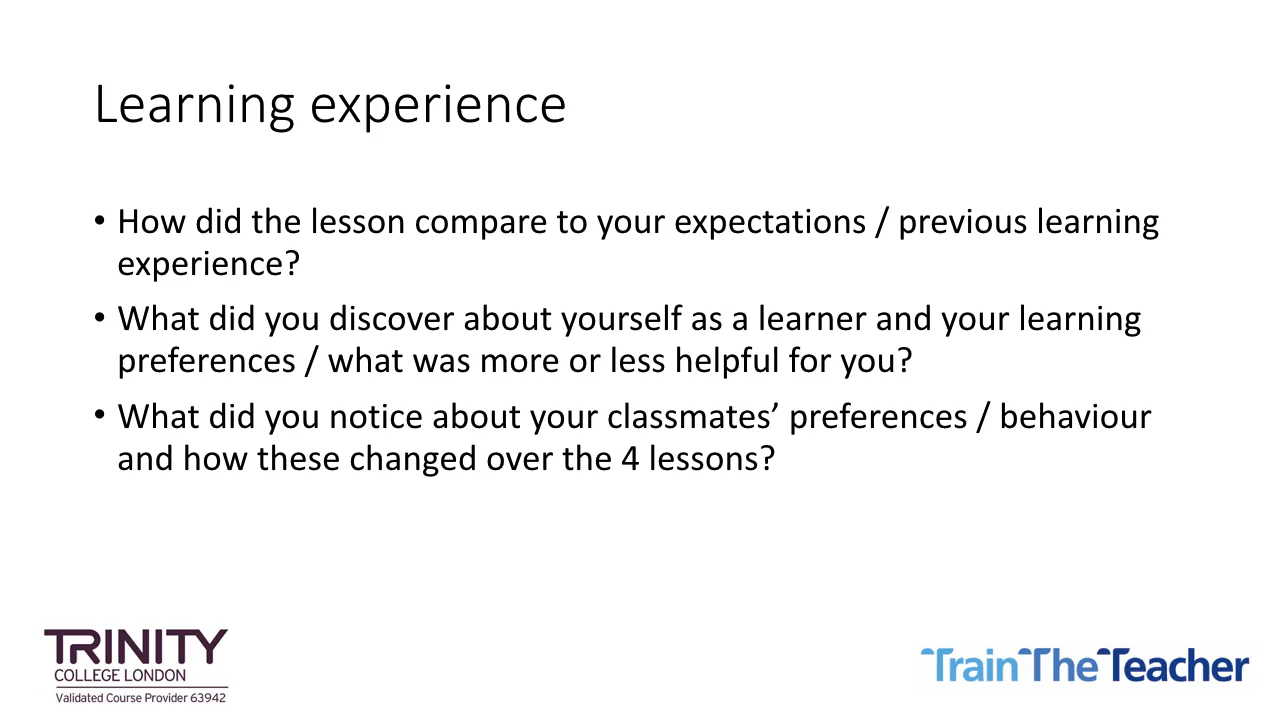 Learning experience
• How did the lesson compare to your expectations / previous learning
experience?
• What did you discover about yourself as a learner and your learning
preferences / what was more or less helpful for you?
• What did you notice about your classmates’ preferences / behaviour
and how these changed over the 4 lessons?
TRINITY
COLLEGE LONDON
Validated Course Provider 63942
TrainTheTeacher